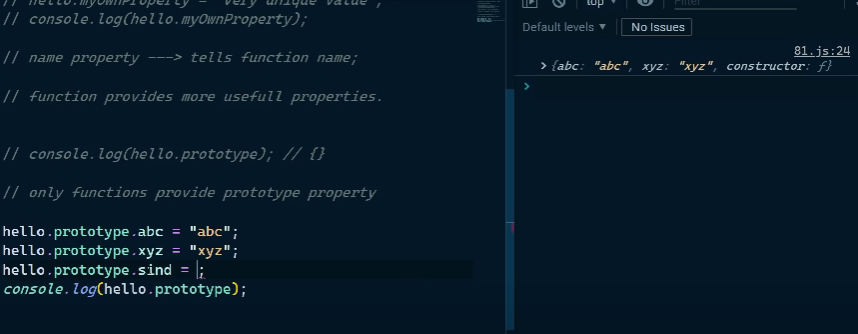 // hello.myOwnProperty = "very unique value";
// console.log(hello.myOwnProperty);
// name property ---> tells function name;
// function provides more usefull properties.
// console.log(hello.prototype); // {}
// only functions provide prototype property
hello.prototype.abc = "abc";
hello.prototype.xyz = "xyz";
hello.prototype.sind = ;
console.log(hello.prototype);
top
Filter
Default levels
No Issues
81.js:24
{abc: "abc", xyz: "xyz", constructor: ƒ}